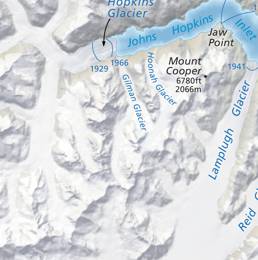 Hopkins
Glacier
Johns Hopkins Inlet
Jaw
Point
1929
1966
Gilman Glacier
Hoonah Glacier
Mount
Cooper
6780ft
2066m
1941
Lamplugh Glacier
Reid